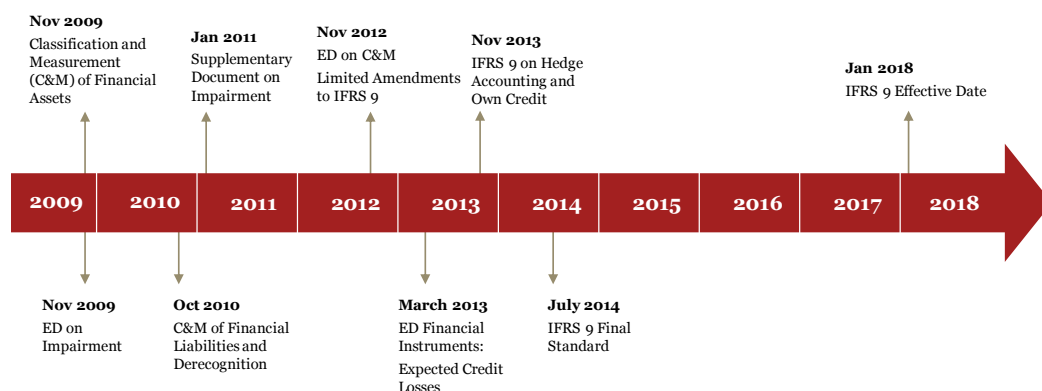 Nov 2009
Classification and
Measurement
(C&M) of Financial
Assets
Jan 2011
Supplementary
Document on
Impairment
Nov 2012
ED on C&M
Limited Amendments
to IFRS 9
Nov 2013
IFRS 9 on Hedge
Accounting and
Own Credit
Jan 2018
IFRS 9 Effective Date
2009
2010
2011
2012
2013
2014
2015
2016
2017
2018
Nov 2009
ED on
Impairment
Oct 2010
C&M of Financial
Liabilities and
Derecognition
March 2013
ED Financial
Instruments:
Expected Credit
Losses
July 2014
IFRS 9 Final
Standard